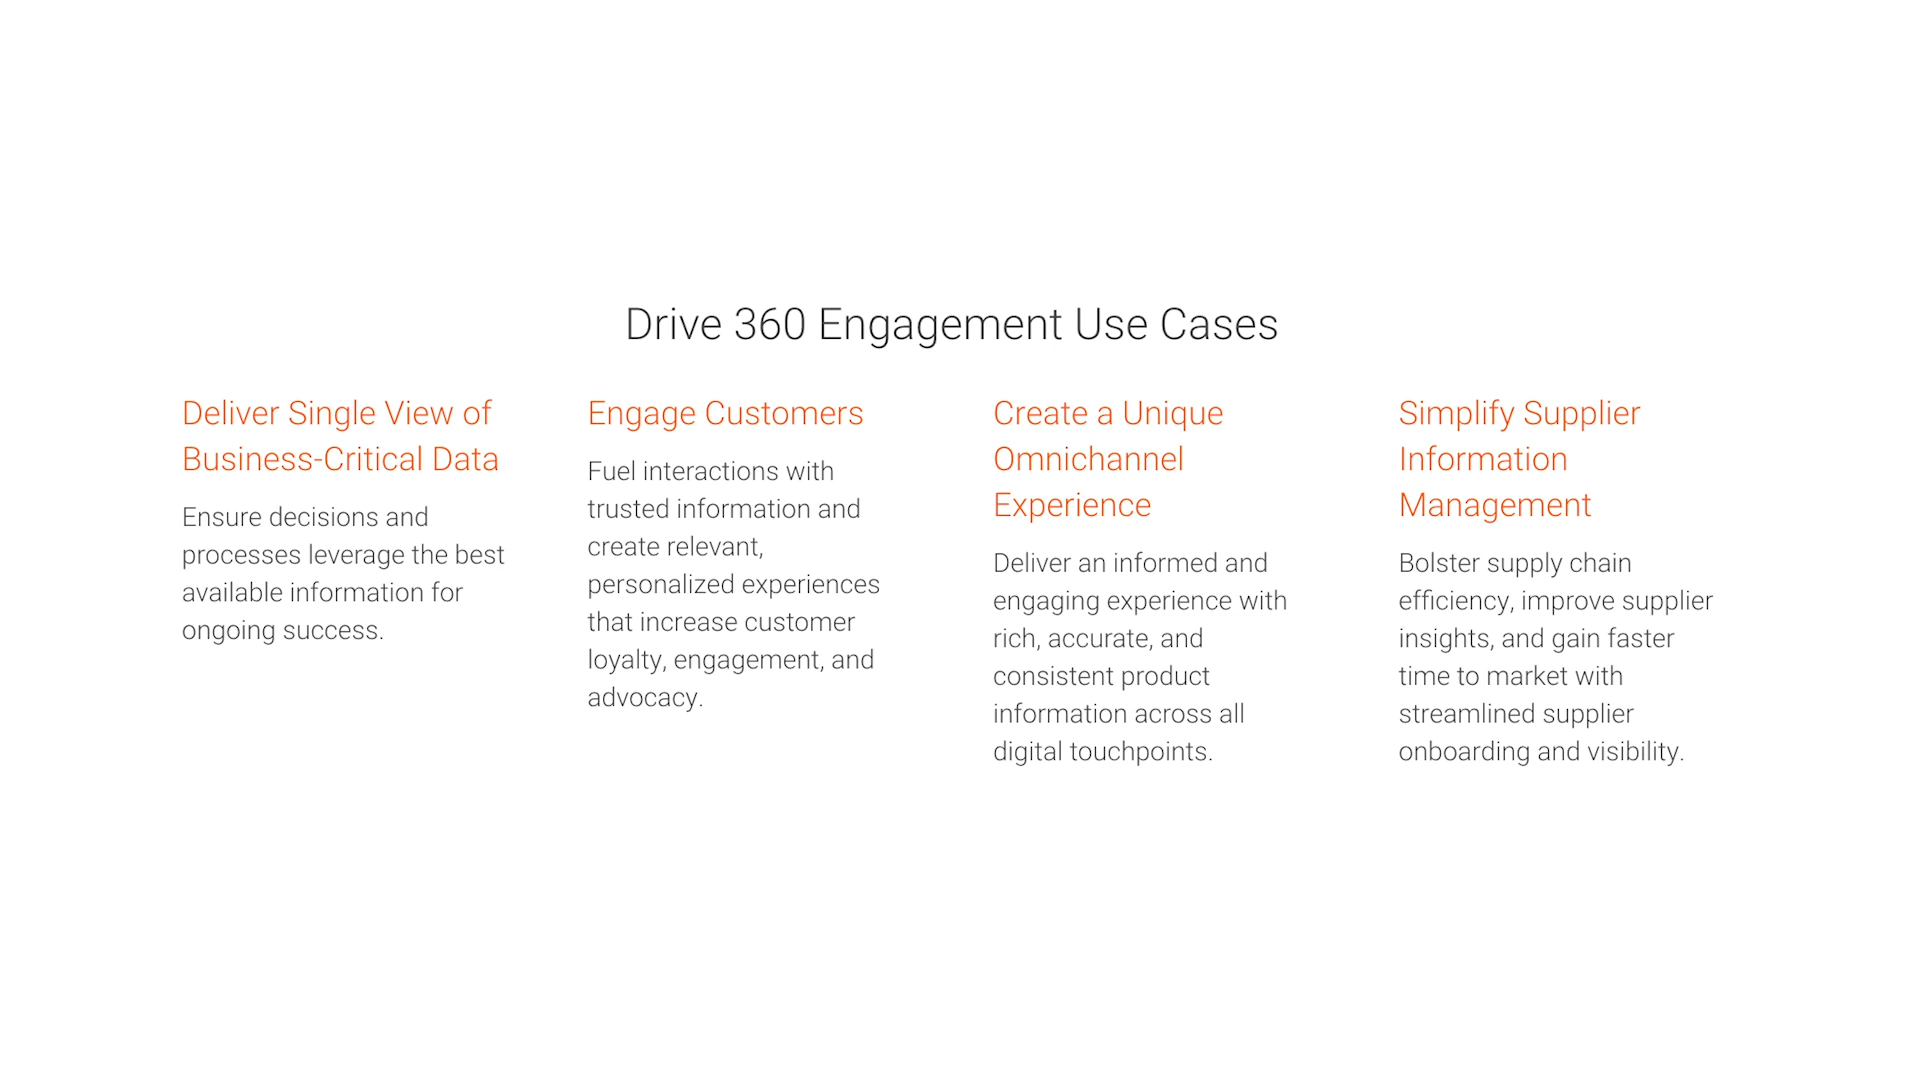 Drive 360 Engagement Use Cases
Deliver Single View of
Business-Critical Data
Ensure decisions and
processes leverage the best
available information for
ongoing success.
Engage Customers
Fuel interactions with
trusted information and
create relevant,
personalized experiences
that increase customer
loyalty, engagement, and
advocacy.
Create a Unique
Omnichannel
Experience
Deliver an informed and
engaging experience with
rich, accurate, and
consistent product
information across all
digital touchpoints.
Simplify Supplier
Information
Management
Bolster supply chain
efficiency, improve supplier
insights, and gain faster
time to market with
streamlined supplier
onboarding and visibility.